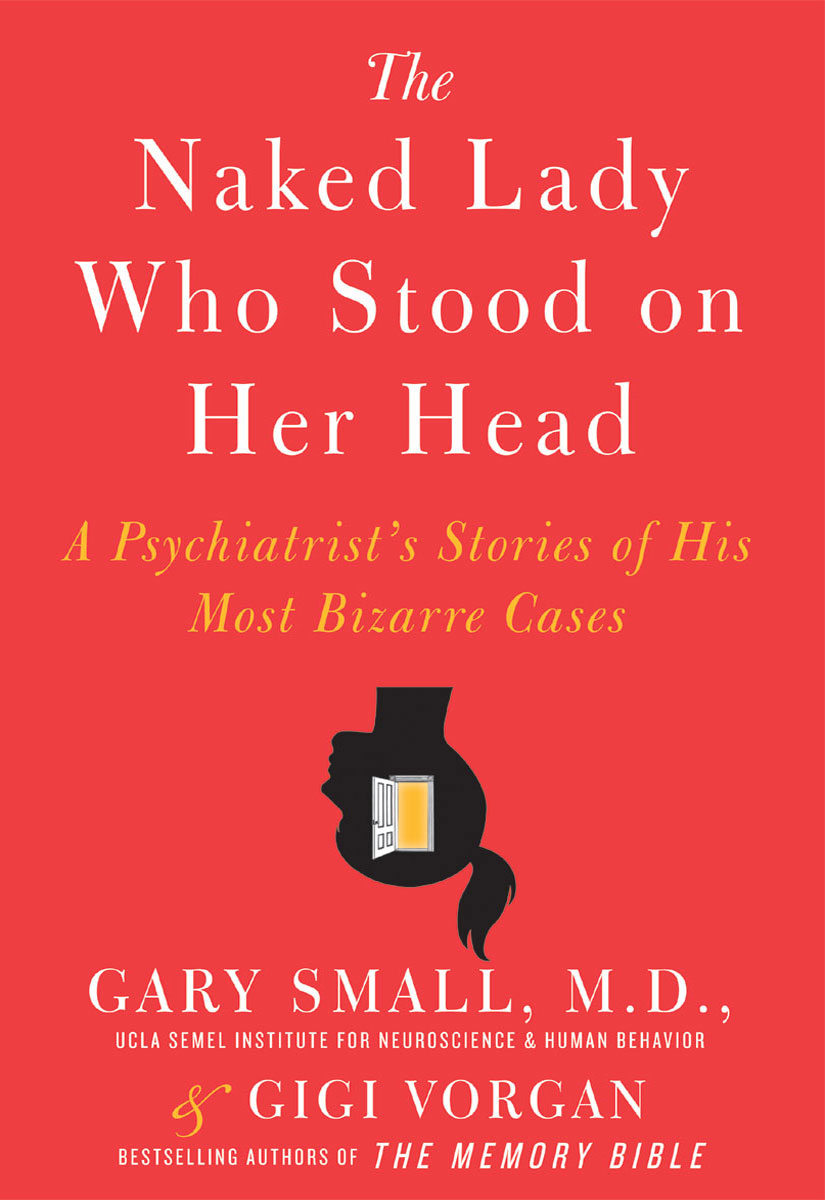 The
Naked Lady
Who Stood on
Her Head
A Psychiatrist's Stories of His
Most Bizarre Cases
GARY SMALL, M.D.,
UCLA SEMEL INSTITUTE FOR NEUROSCIENCE & HUMAN BEHAVIOR
& GIGI VORGAN
BESTSELLING AUTHORS OF THE MEMORY BIBLE